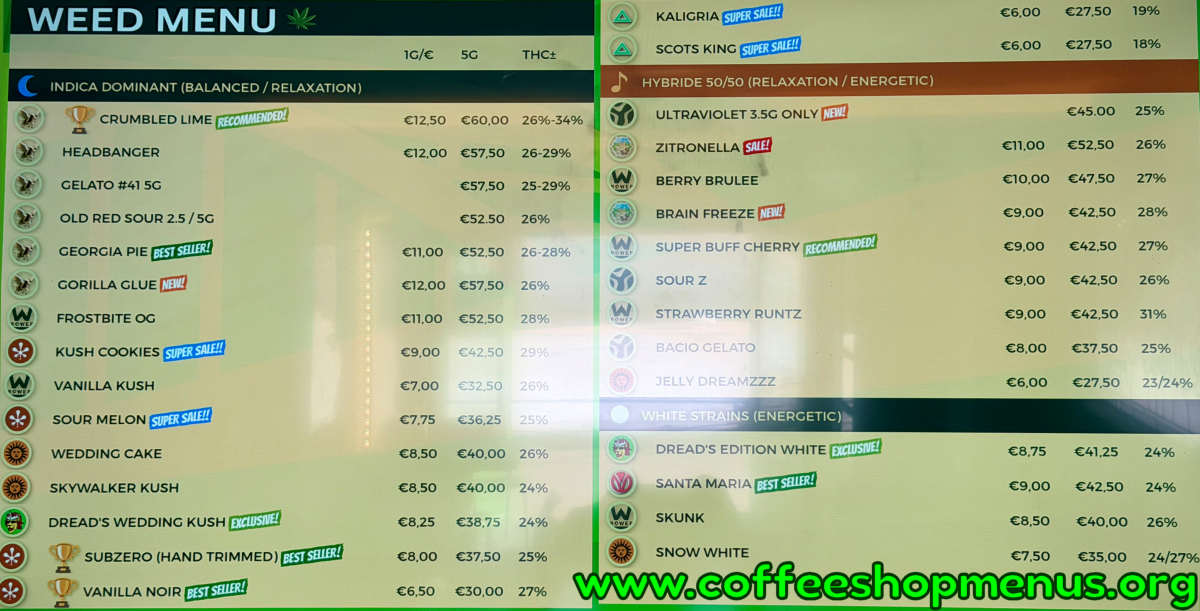 WEED MENU
1G/€ 5G THC±
INDICA DOMINANT (BALANCED / RELAXATION)
CRUMBLED LIME RECOMMENDED! €12,50 €60,00 26%-34%
HEADBANGER €12,00 €57,50 26-29%
GELATO #41 5G €57,50 25-29%
OLD RED SOUR 2.5 / 5G €52.50 26%
GEORGIA PIE BEST SELLER! €11,00 €52,50 26-28%
GORILLA GLUE NEW! €12,00 €57,50 26%
FROSTBITE OG €11,00 €52,50 28%
KUSH COOKIES SUPER SALE!! €9,00 €42,50 29%
VANILLA KUSH €7,00 €32,50 26%
SOUR MELON SUPER SALE!! €7,75 €36,25 25%
WEDDING CAKE €8,50 €40,00 26%
SKYWALKER KUSH €8,50 €40,00 24%
DREAD'S WEDDING KUSH EXCLUSIVE! €8,25 €38,75 24%
SUBZERO (HAND TRIMMED) BEST SELLER! €8,00 €37,50 25%
VANILLA NOIR BEST SELLER! €6,50 €30,00 27%
KALIGRIA SUPER SALE!! €6,00 €27,50 19%
SCOTS KING SUPER SALE!! €6,00 €27,50 18%
HYBRIDE 50/50 (RELAXATION / ENERGETIC)
ULTRAVIOLET 3.5G ONLY NEW! €45.00 25%
ZITRONELLA SALE! €11,00 €52,50 26%
BERRY BRULEE €10,00 €47,50 27%
BRAIN FREEZE NEW! €9,00 €42,50 28%
SUPER BUFF CHERRY RECOMMENDED! €9,00 €42,50 27%
SOUR Z €9,00 €42,50 26%
STRAWBERRY RUNTZ €9,00 €42,50 31%
BACIO GELATO €8,00 €37,50 25%
JELLY DREAMZZZ €6,00 €27,50 23/24%
WHITE STRAINS (ENERGETIC)
DREAD'S EDITION WHITE EXCLUSIVE! €8,75 €41,25 24%
SANTA MARIA BEST SELLER! €9,00 €42,50 24%
SKUNK €8,50 €40,00 26%
SNOW WHITE €7,50 €35,00 24/27%
www.coffeeshopmenus.org